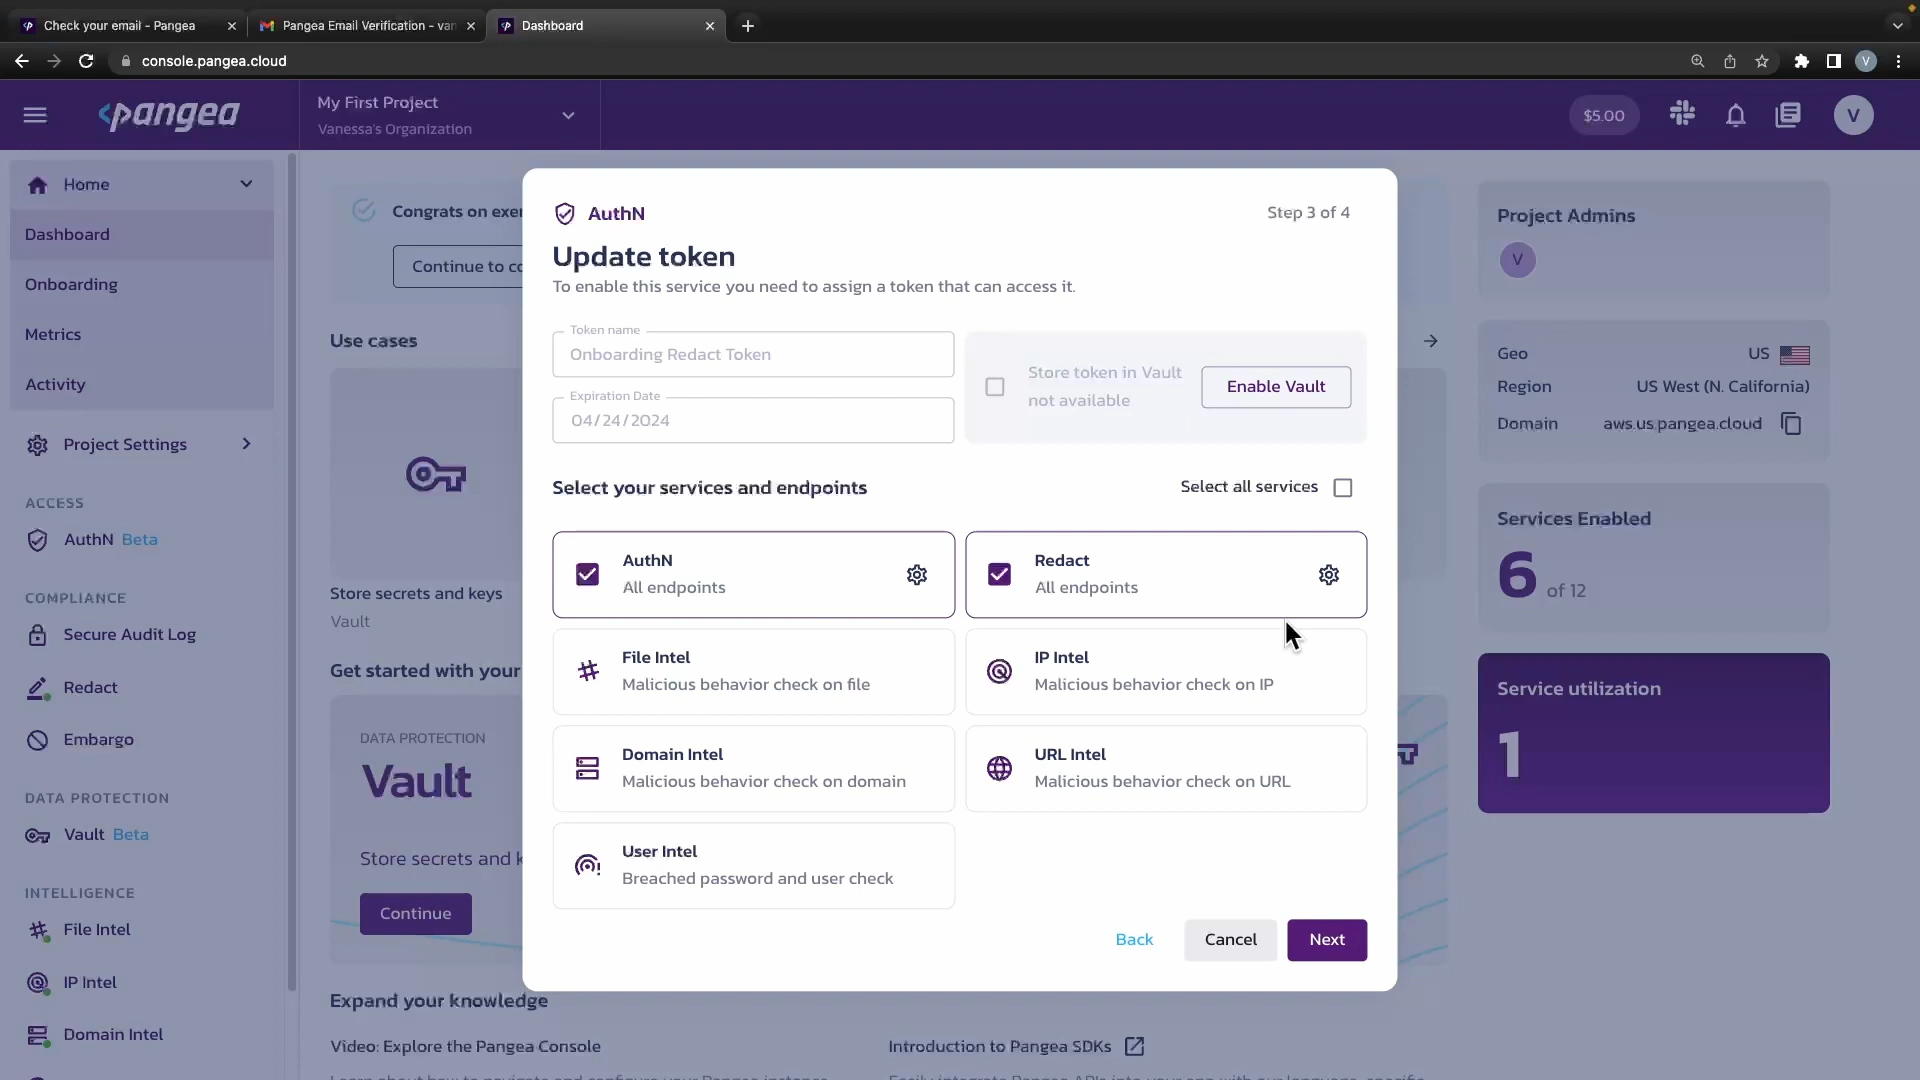 Check your email - Pangea
Pangea Email Verification - van
Dashboard
console.pangea.cloud
V
pangea
My First Project
Vanessa's Organization
$5.00
V
Home
Dashboard
Onboarding
Metrics
Activity
Project Settings
ACCESS
AuthN Beta
COMPLIANCE
Secure Audit Log
Redact
Embargo
DATA PROTECTION
Vault Beta
INTELLIGENCE
File Intel
IP Intel
Domain Intel
Congrats on exe
Continue to co
Use cases
Store secrets and keys
Vault
Get started with your
DATA PROTECTION
Vault
Store secrets and k
Continue
Expand your knowledge
Video: Explore the Pangea Console
Introduction to Pangea SDKs
AuthN
Step 3 of 4
Update token
To enable this service you need to assign a token that can access it.
Token name
Onboarding Redact Token
Expiration Date
04/24/2024
Store token in Vault
not available
Enable Vault
Select your services and endpoints
Select all services
AuthN
All endpoints
Redact
All endpoints
File Intel
Malicious behavior check on file
IP Intel
Malicious behavior check on IP
Domain Intel
Malicious behavior check on domain
URL Intel
Malicious behavior check on URL
User Intel
Breached password and user check
Back
Cancel
Next
Project Admins
V
Geo
US
Region
US West (N. California)
Domain
aws.us.pangea.cloud
Services Enabled
6 of 12
Service utilization
1